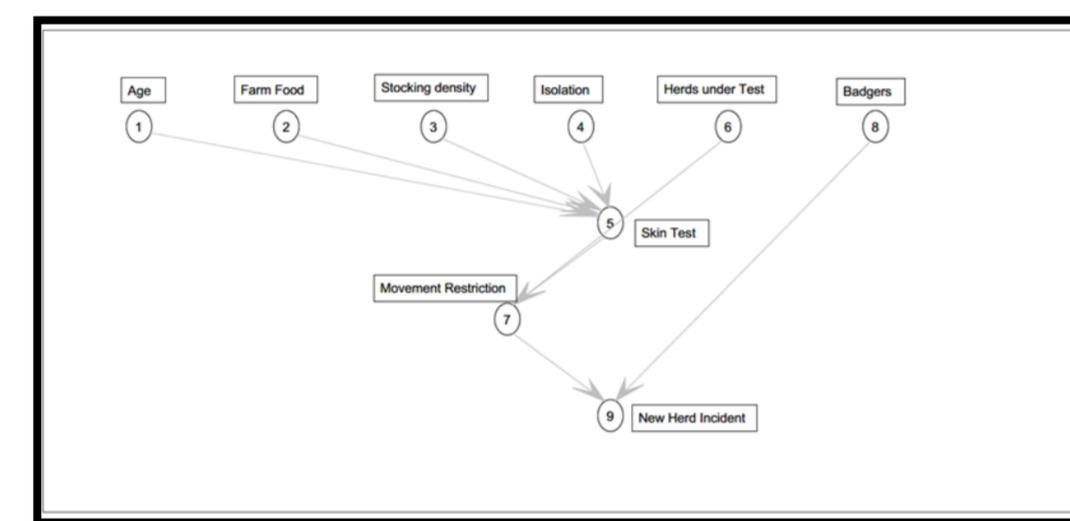 Age
Farm Food
Stocking density
Isolation
Herds under Test
Badgers
1
2
3
4
6
8
5
Skin Test
Movement Restriction
7
9
New Herd Incident